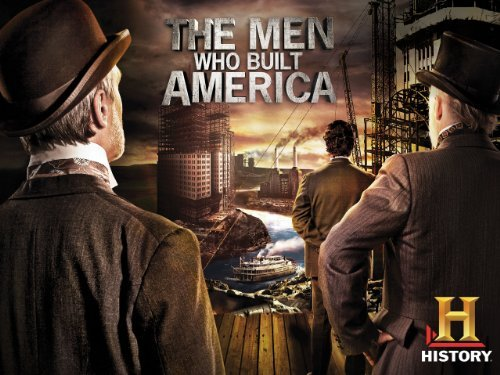 THE MEN
WHO BUILT
AMERICA
H
HISTORY.